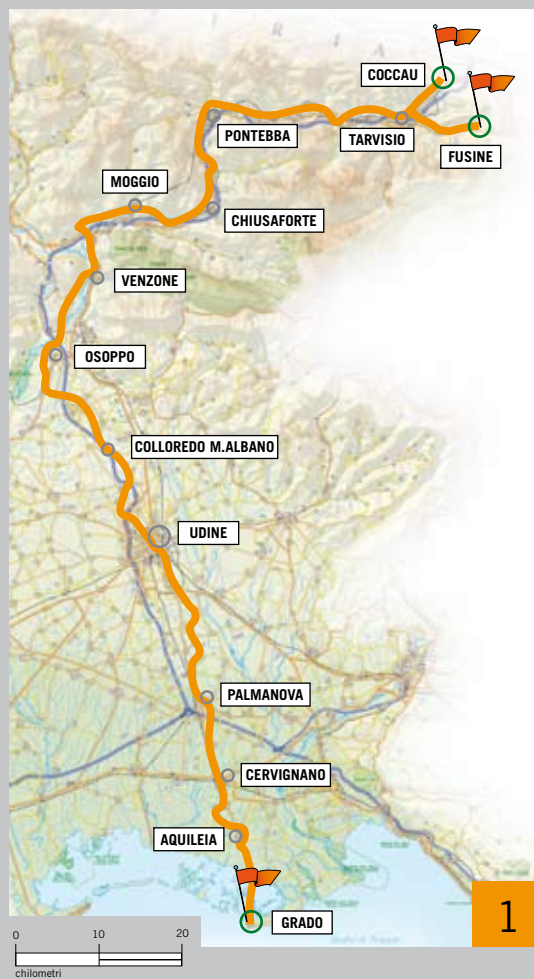 COCCAU
FUSINE
PONTEBBA
TARVISIO
MOGGIO
CHIUSAFORTE
VENZONE
OSOPPO
COLLOREDO M.ALBANO
UDINE
PALMANOVA
CERVIGNANO
AQUILEIA
GRADO
1
0 10 20
chilometri